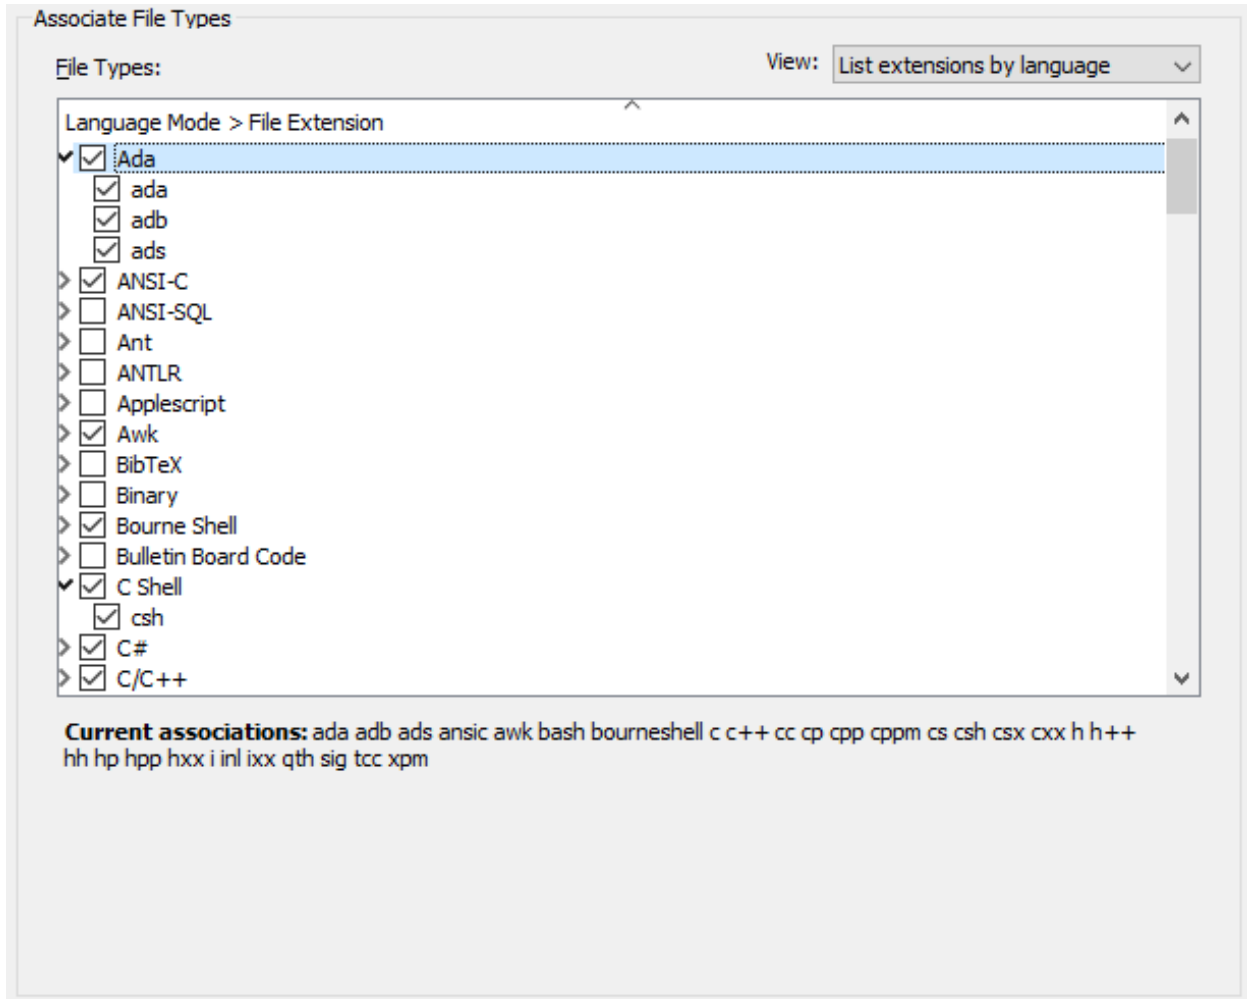 Associate File Types
File Types:
View: List extensions by language
Language Mode > File Extension
Ada
ada
adb
ads
ANSI-C
ANSI-SQL
Ant
ANTLR
Applescript
Awk
BibTeX
Binary
Bourne Shell
Bulletin Board Code
C Shell
csh
C#
C/C++
Current associations: ada adb ads ansic awk bash bourneshell c c++ cc cp cpp cppm cs csh csx cxx h h++
hh hp hpp hxx i inl ixx qth sig tcc xpm